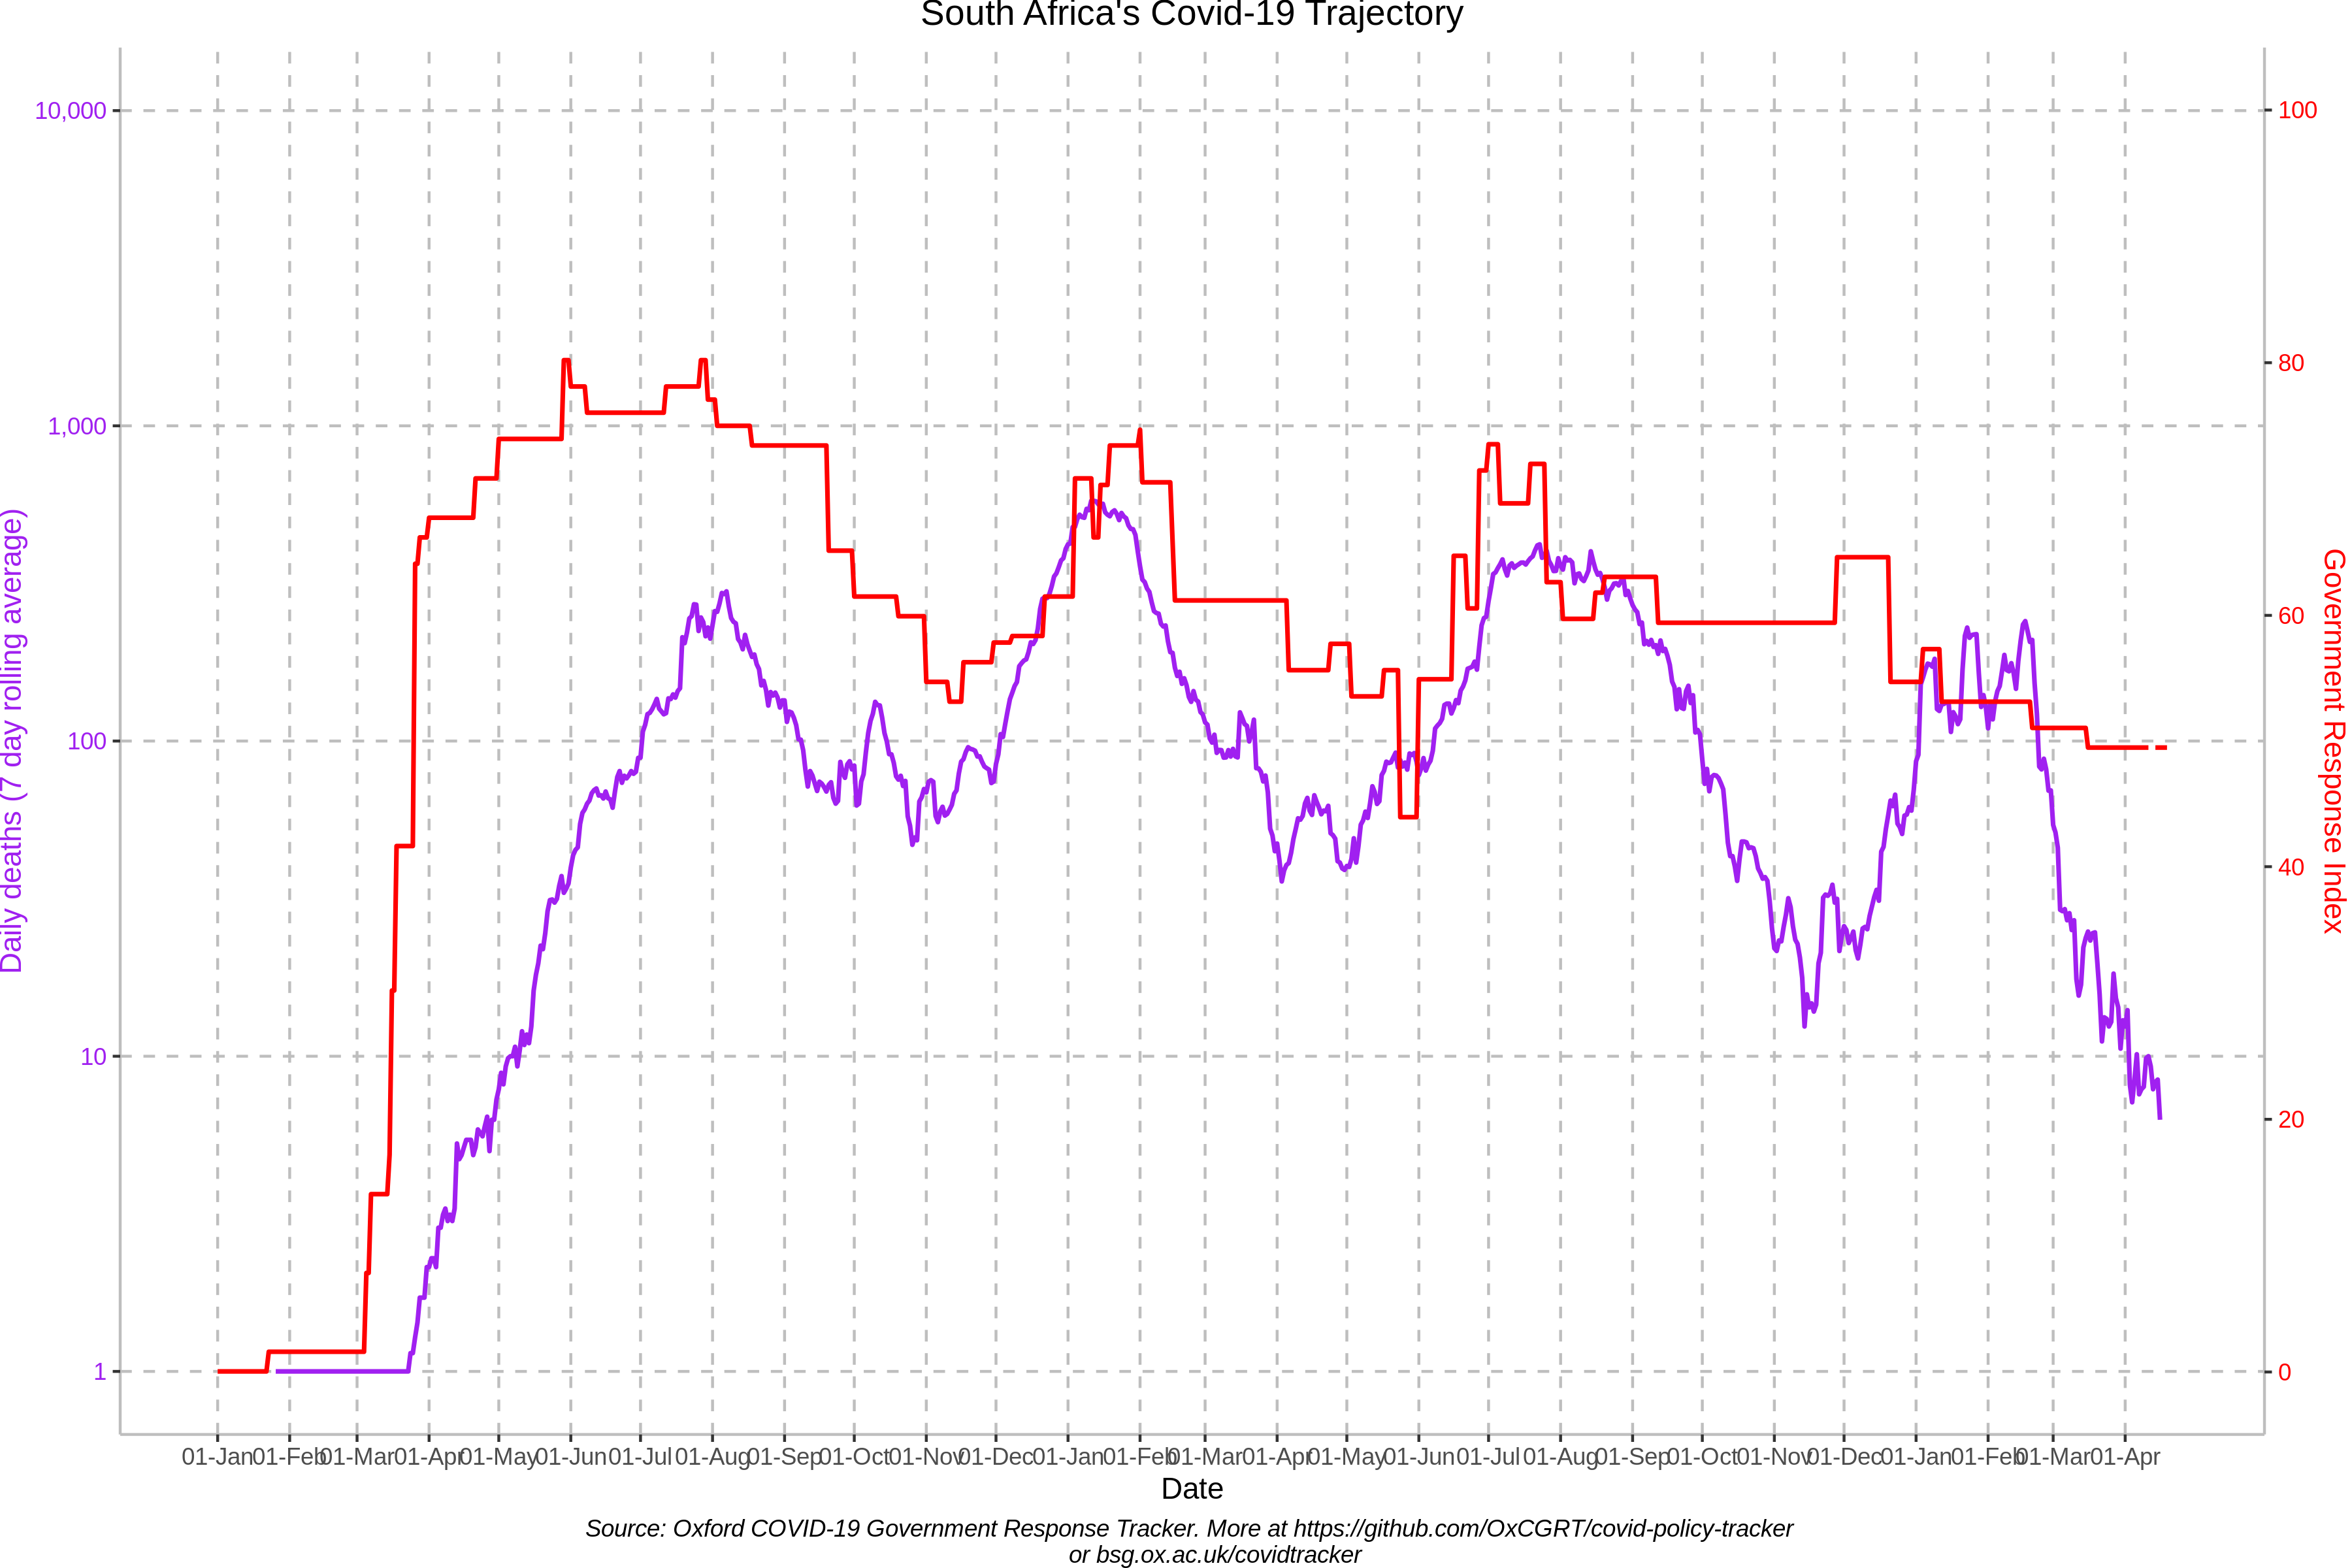 South Africa's Covid-19 Trajectory
10,000
1,000
100
10
1
Daily deaths (7 day rolling average)
100
80
60
40
20
0
Government Response Index
01-Jan 01-Feb 01-Mar 01-Apr 01-May 01-Jun 01-Jul 01-Aug 01-Sep 01-Oct 01-Nov 01-Dec 01-Jan 01-Feb 01-Mar 01-Apr 01-May 01-Jun 01-Jul 01-Aug 01-Sep 01-Oct 01-Nov 01-Dec 01-Jan 01-Feb 01-Mar 01-Apr
Date
Source: Oxford COVID-19 Government Response Tracker. More at https://github.com/OxCGRT/covid-policy-tracker
or bsg.ox.ac.uk/covidtracker